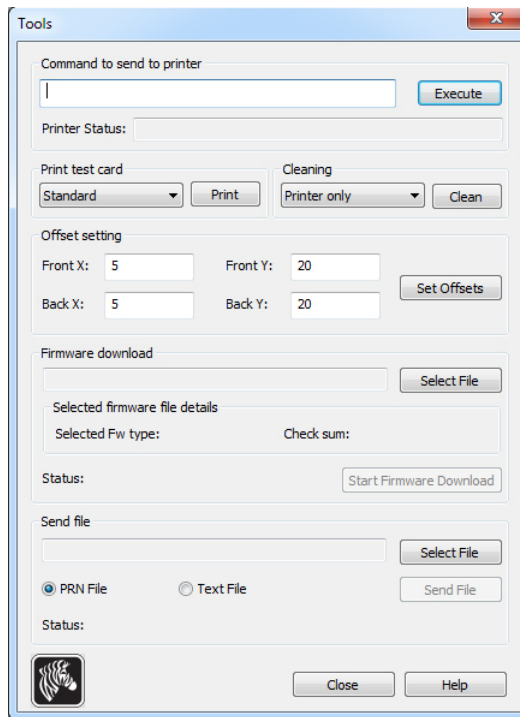 Tools
Command to send to printer
Execute
Printer Status:
Print test card
Standard
Print
Cleaning
Printer only
Clean
Offset setting
Front X: 5 Front Y: 20
Set Offsets
Back X: 5 Back Y: 20
Firmware download
Select File
Selected firmware file details
Selected Fw type: Check sum:
Status: Start Firmware Download
Send file
Select File
PRN File Text File Send File
Status:
Close Help